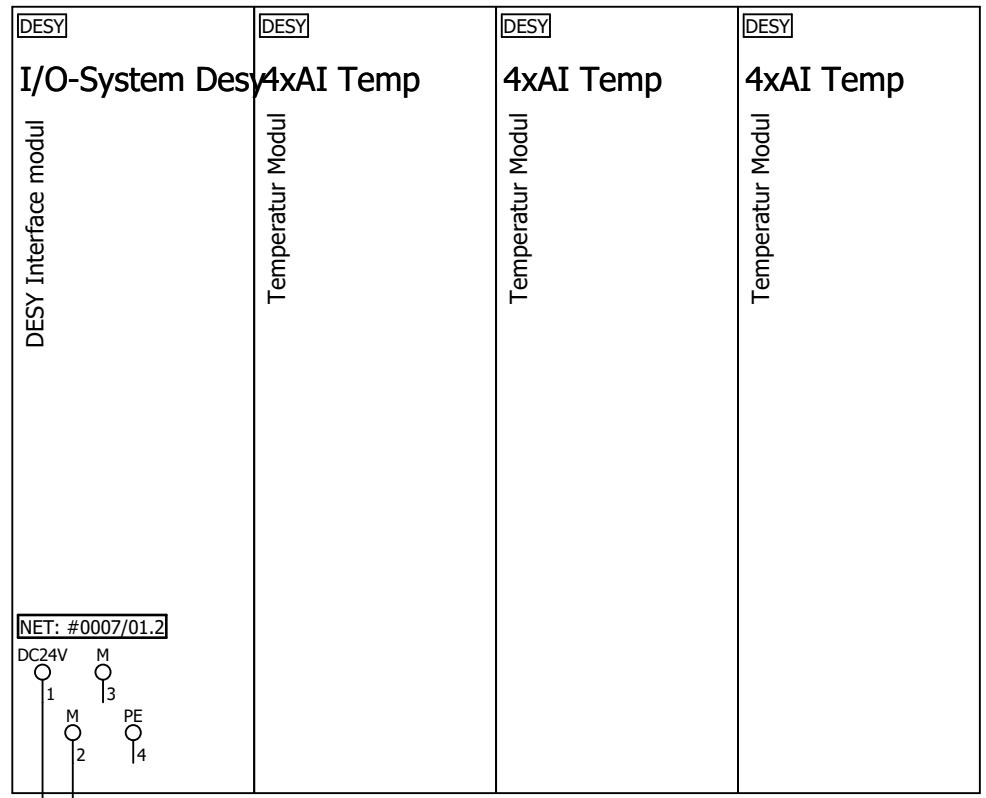 DESY
I/O-System Desy
DESY Interface modul
NET: #0007/01.2
DC24V M
1 3
M PE
2 4
DESY
4xAI Temp
Temperatur Modul
DESY
4xAI Temp
Temperatur Modul
DESY
4xAI Temp
Temperatur Modul